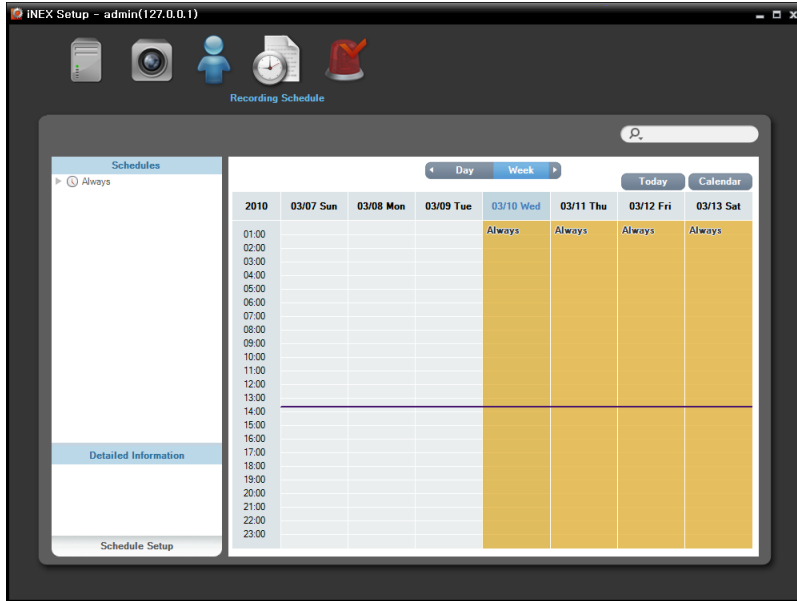 iNEX Setup - admin(127.0.0.1)
Recording Schedule
Schedules
Always
Detailed Information
Schedule Setup
Day Week
Today Calendar
2010 03/07 Sun 03/08 Mon 03/09 Tue 03/10 Wed 03/11 Thu 03/12 Fri 03/13 Sat
Always Always Always Always
01:00
02:00
03:00
04:00
05:00
06:00
07:00
08:00
09:00
10:00
11:00
12:00
13:00
14:00
15:00
16:00
17:00
18:00
19:00
20:00
21:00
22:00
23:00